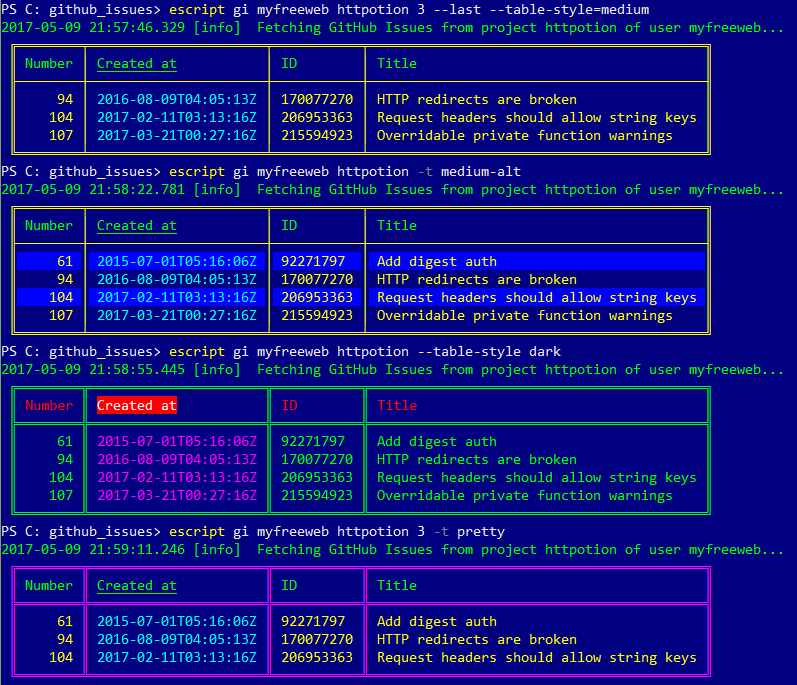 PS C: github_issues> escript gi myfreeweb httpotion 3 --last --table-style=medium
2017-05-09 21:57:46.329 [info]  Fetching GitHub Issues from project httpotion of user myfreeweb...
Number Created at ID Title
94 2016-08-09T04:05:13Z 170077270 HTTP redirects are broken
104 2017-02-11T03:13:16Z 206953363 Request headers should allow string keys
107 2017-03-21T00:27:16Z 215594923 Overridable private function warnings
PS C: github_issues> escript gi myfreeweb httpotion -t medium-alt
2017-05-09 21:58:22.781 [info]  Fetching GitHub Issues from project httpotion of user myfreeweb...
Number Created at ID Title
61 2015-07-01T05:16:06Z 92271797 Add digest auth
94 2016-08-09T04:05:13Z 170077270 HTTP redirects are broken
104 2017-02-11T03:13:16Z 206953363 Request headers should allow string keys
107 2017-03-21T00:27:16Z 215594923 Overridable private function warnings
PS C: github_issues> escript gi myfreeweb httpotion --table-style dark
2017-05-09 21:58:55.445 [info]  Fetching GitHub Issues from project httpotion of user myfreeweb...
Number Created at ID Title
61 2015-07-01T05:16:06Z 92271797 Add digest auth
94 2016-08-09T04:05:13Z 170077270 HTTP redirects are broken
104 2017-02-11T03:13:16Z 206953363 Request headers should allow string keys
107 2017-03-21T00:27:16Z 215594923 Overridable private function warnings
PS C: github_issues> escript gi myfreeweb httpotion 3 -t pretty
2017-05-09 21:59:11.246 [info]  Fetching GitHub Issues from project httpotion of user myfreeweb...
Number Created at ID Title
61 2015-07-01T05:16:06Z 92271797 Add digest auth
94 2016-08-09T04:05:13Z 170077270 HTTP redirects are broken
104 2017-02-11T03:13:16Z 206953363 Request headers should allow string keys